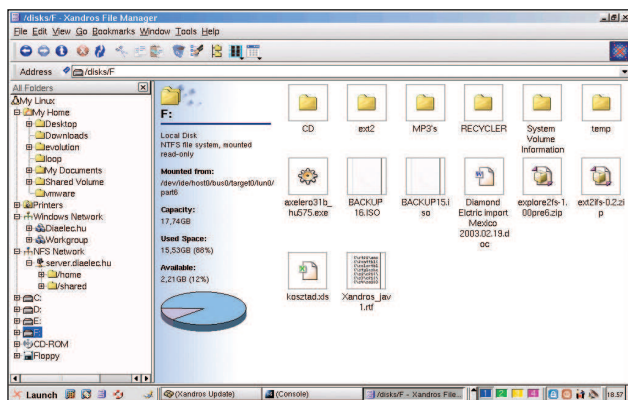 /disks/F - Xandros File Manager
File Edit View Go Bookmarks Window Tools Help
Address /disks/F
All Folders
My Linux
My Home
Desktop
Downloads
evolution
loop
My Documents
Shared Volume
vmware
Printers
Windows Network
Diaelec.hu
Workgroup
NFS Network
server.diaelec.hu
/home
/shared
C:
D:
E:
F:
CD-ROM
Floppy
F:
Local Disk
NTFS file system, mounted
read-only
Mounted from:
/dev/ide/host0/bus0/target0/lun0/
part6
Capacity:
17,74GB
Used Space:
15,53GB (88%)
Available:
2,21GB (12%)
CD
ext2
MP3's
RECYCLER
System
Volume
Information
temp
axelero31b_
hu575.exe
BACKUP
16.ISO
BACKUP15.i
so
Diamond
Elctric Import
Mexico
2003.02.19.d
oc
explore2fs-1.
00pre6.zip
ext2ifs-0.2.zi
p
kosztad.xls
Xandros_jav
1.rtf
Launch
(Xandros Update)
(Console)
/disks/F - Xandros File...
1 2 3 4
18.57